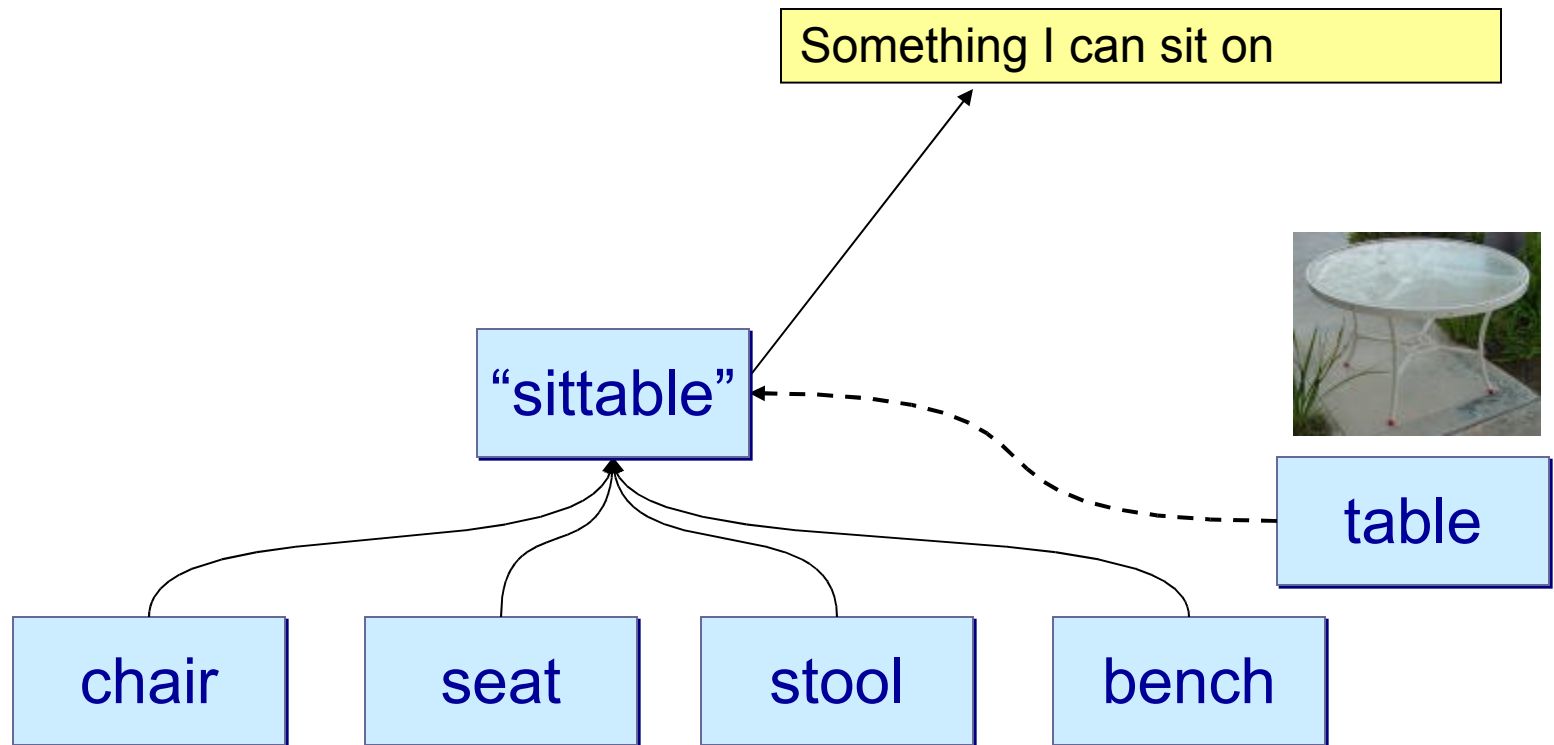 Something I can sit on
“sittable”
table
chair
seat
stool
bench